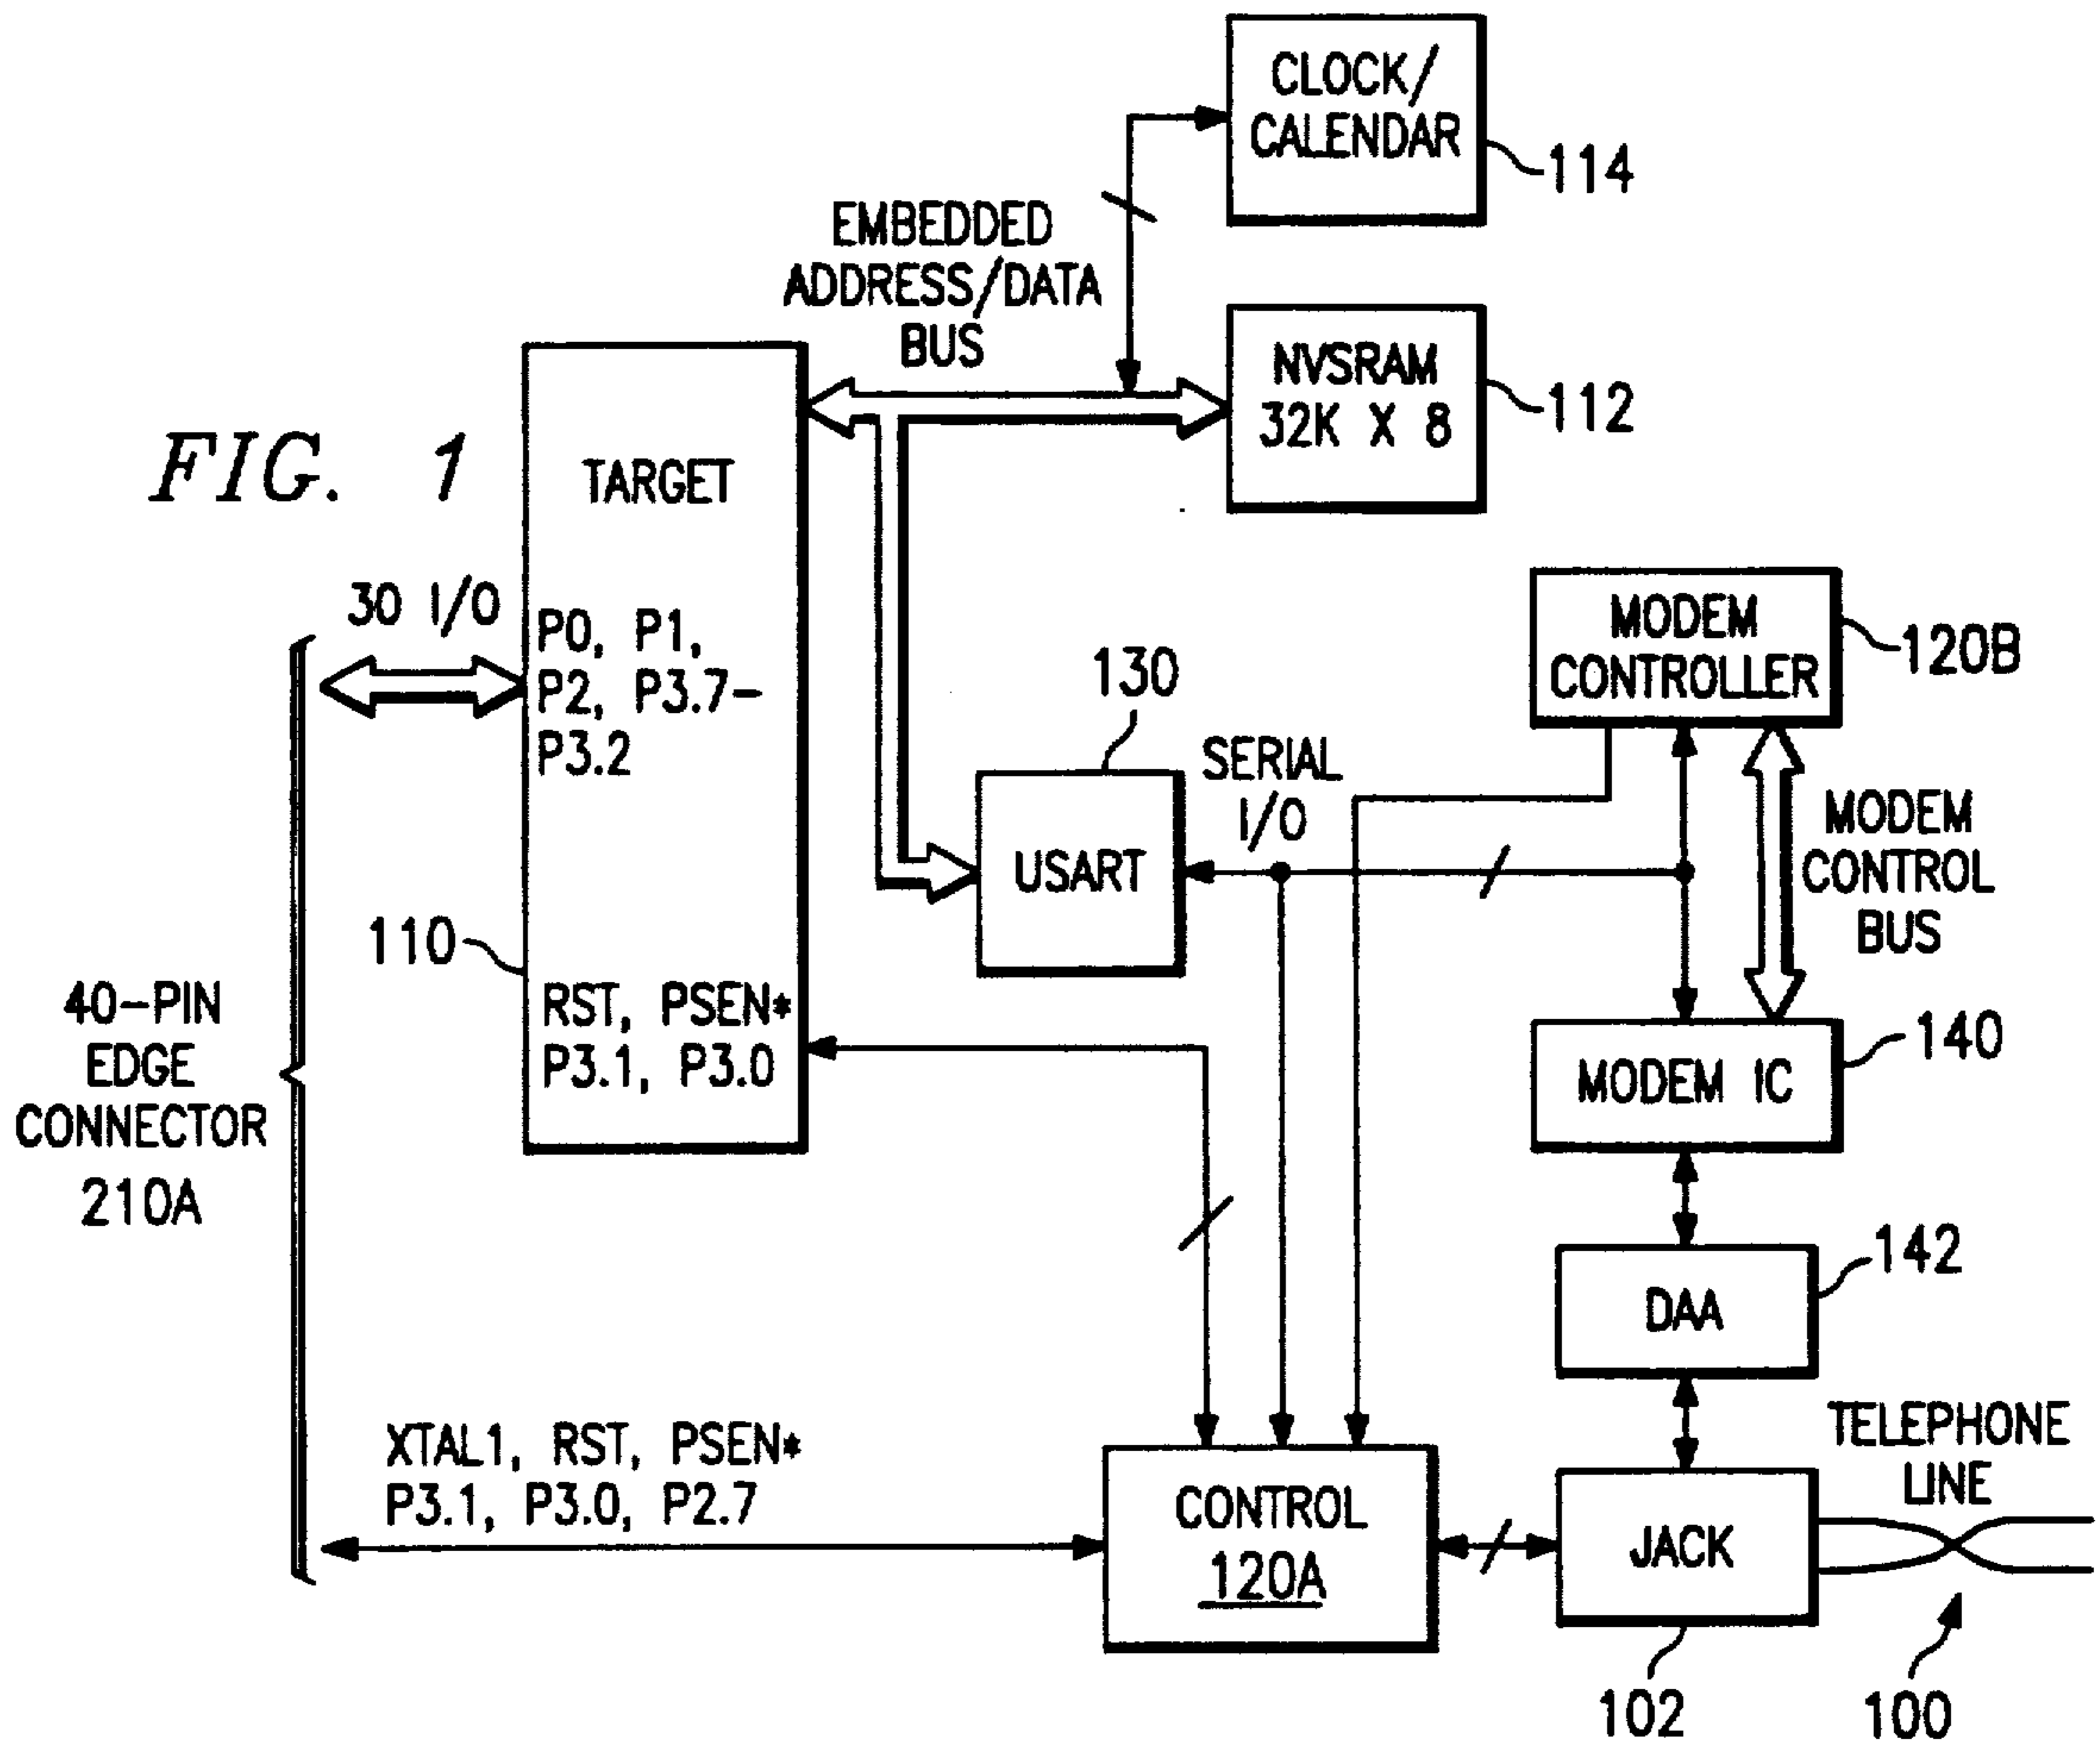 CLOCK/
CALENDAR
114
EMBEDDED
ADDRESS/DATA
BUS
NVSRAM
32K X 8
112
FIG. 1
TARGET
30 I/O
P0, P1,
P2, P3.7-
P3.2
MODEM
CONTROLLER
120B
130
SERIAL
I/O
USART
MODEM
CONTROL
BUS
110
RST, PSEN*
P3.1, P3.0
40-PIN
EDGE
CONNECTOR
210A
140
MODEM IC
142
DAA
XTAL1, RST, PSEN*
P3.1, P3.0, P2.7
CONTROL
120A
TELEPHONE
LINE
JACK
102
100